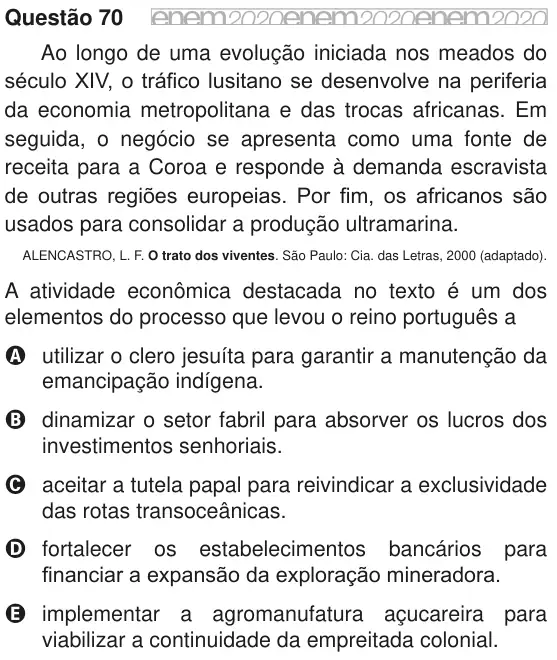 Questão 70 enem2020enem2020enem2020
Ao longo de uma evolução iniciada nos meados do
século XIV, o tráfico lusitano se desenvolve na periferia
da economia metropolitana e das trocas africanas. Em
seguida, o negócio se apresenta como uma fonte de
receita para a Coroa e responde à demanda escravista
de outras regiões europeias. Por fim, os africanos são
usados para consolidar a produção ultramarina.
ALENCASTRO, L. F. O trato dos viventes. São Paulo: Cia. das Letras, 2000 (adaptado).
A atividade econômica destacada no texto é um dos
elementos do processo que levou o reino português a
A utilizar o clero jesuíta para garantir a manutenção da
emancipação indígena.
B dinamizar o setor fabril para absorver os lucros dos
investimentos senhoriais.
C aceitar a tutela papal para reivindicar a exclusividade
das rotas transoceânicas.
D fortalecer os estabelecimentos bancários para
financiar a expansão da exploração mineradora.
E implementar a agromanufatura açucareira para
viabilizar a continuidade da empreitada colonial.